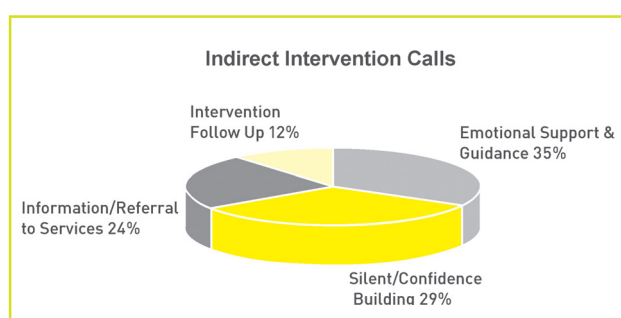 Indirect Intervention Calls
Intervention
Follow Up 12%
Emotional Support &
Guidance 35%
Information/Referral
to Services 24%
Silent/Confidence
Building 29%